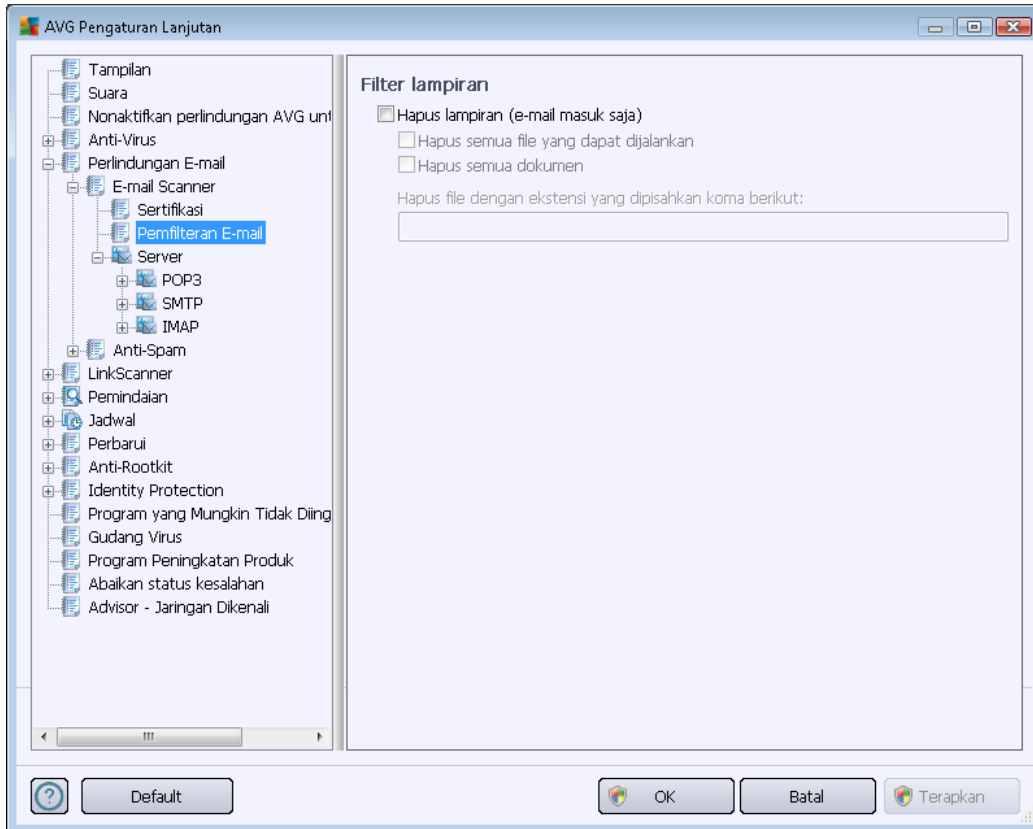 AVG Pengaturan Lanjutan
Tampilan
Suara
Nonaktifkan perlindungan AVG unt
Anti-Virus
Perlindungan E-mail
E-mail Scanner
Sertifikasi
Pemfilteran E-mail
Server
POP3
SMTP
IMAP
Anti-Spam
LinkScanner
Pemindaian
Jadwal
Perbarui
Anti-Rootkit
Identity Protection
Program yang Mungkin Tidak Diing
Gudang Virus
Program Peningkatan Produk
Abaikan status kesalahan
Advisor - Jaringan Dikenali
Filter lampiran
Hapus lampiran (e-mail masuk saja)
Hapus semua file yang dapat dijalankan
Hapus semua dokumen
Hapus file dengan ekstensi yang dipisahkan koma berikut:
Default
OK
Batal
Terapkan